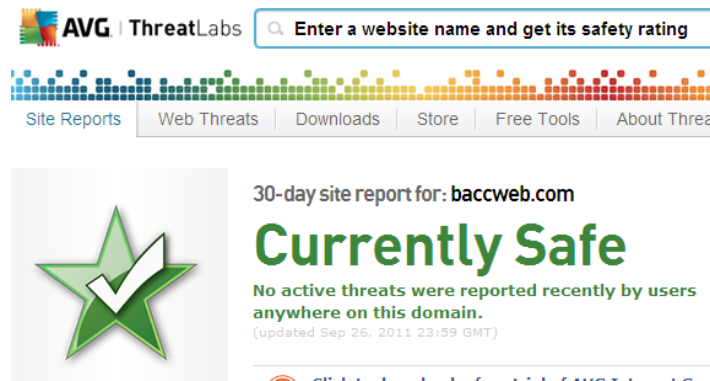 AVG | ThreatLabs
Enter a website name and get its safety rating
Site Reports Web Threats Downloads Store Free Tools About Threa
30-day site report for: baccweb.com
Currently Safe
No active threats were reported recently by users
anywhere on this domain.
(updated Sep 26, 2011 23:59 GMT)